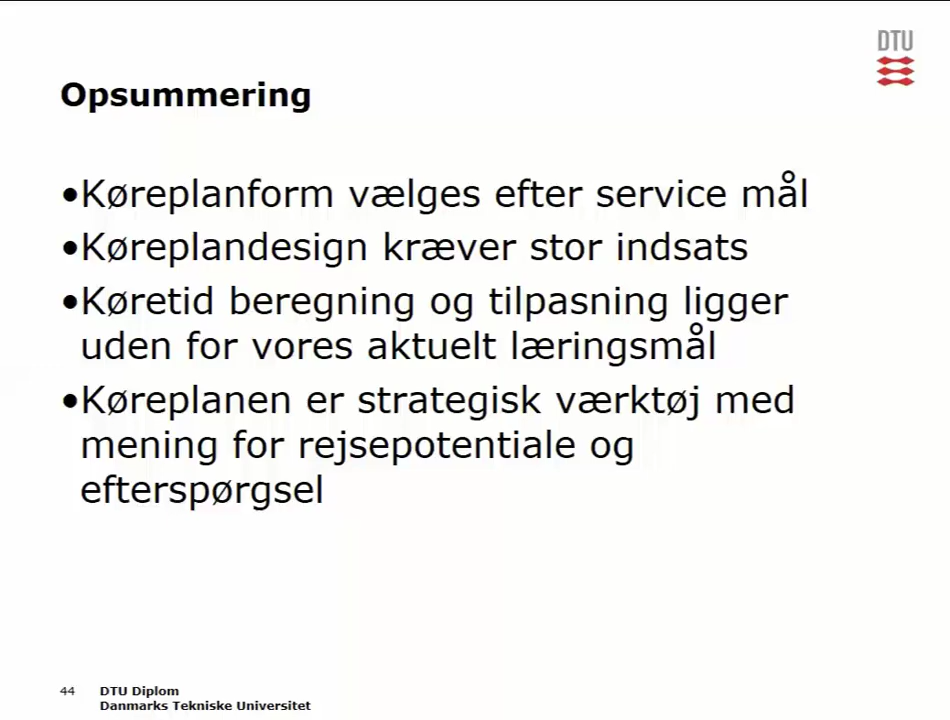 DTU
Opsummering
•Køreplanform vælges efter service mål
•Køreplandesign kræver stor indsats
•Køretid beregning og tilpasning ligger
uden for vores aktuelt læringsmål
•Køreplanen er strategisk værktøj med
mening for rejsepotentiale og
efterspørgsel
44 DTU Diplom
Danmarks Tekniske Universitet